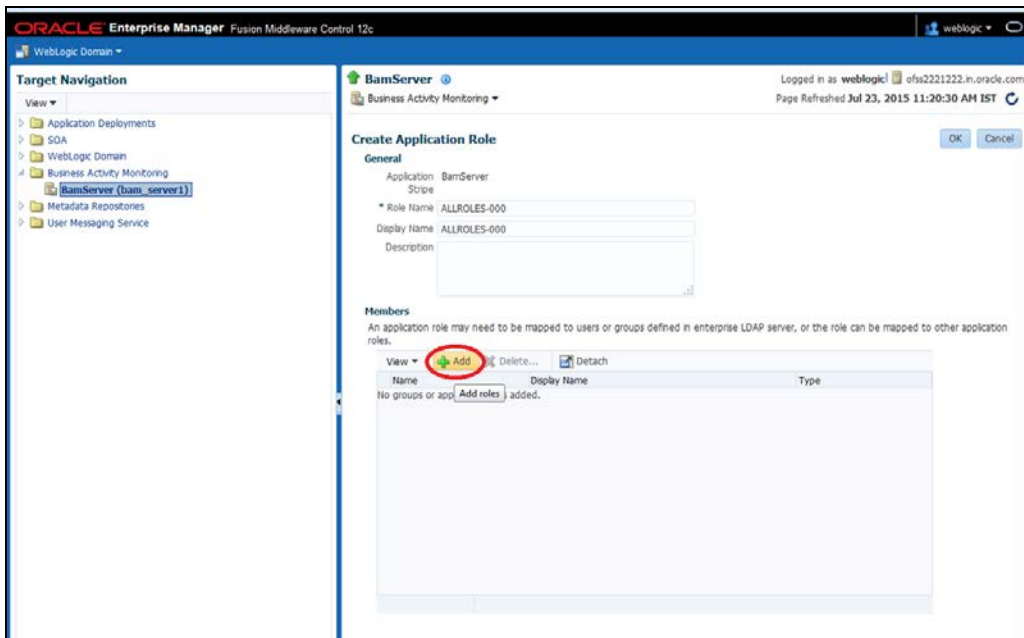 ORACLE Enterprise Manager Fusion Middleware Control 12c
weblogic
WebLogic Domain
Target Navigation
View
Application Deployments
SOA
WebLogic Domain
Business Activity Monitoring
BamServer (bam_server1)
Metadata Repositories
User Messaging Service
BamServer
Logged in as weblogic| ofss2221222.in.oracle.com
Business Activity Monitoring
Page Refreshed Jul 23, 2015 11:20:30 AM IST
Create Application Role
OK Cancel
General
Application Stripe BamServer
* Role Name ALLROLES-000
Display Name ALLROLES-000
Description
Members
An application role may need to be mapped to users or groups defined in enterprise LDAP server, or the role can be mapped to other application
roles.
View Add Delete... Detach
Name Display Name Type
No groups or app added.
Add roles